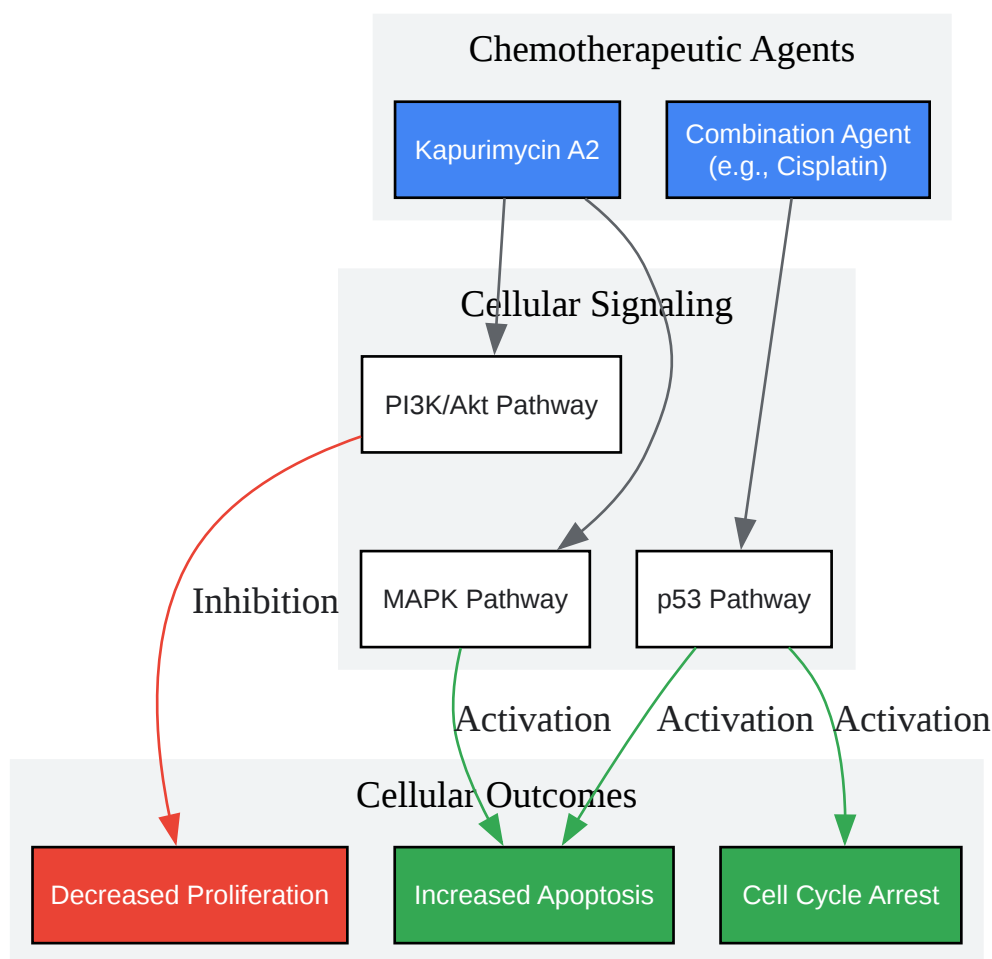 Chemotherapeutic Agents
Kapurimycin A2
Combination Agent
(e.g., Cisplatin)
Cellular Signaling
PI3K/Akt Pathway
MAPK Pathway
p53 Pathway
Inhibition
Activation
Activation
Activation
Cellular Outcomes
Decreased Proliferation
Increased Apoptosis
Cell Cycle Arrest